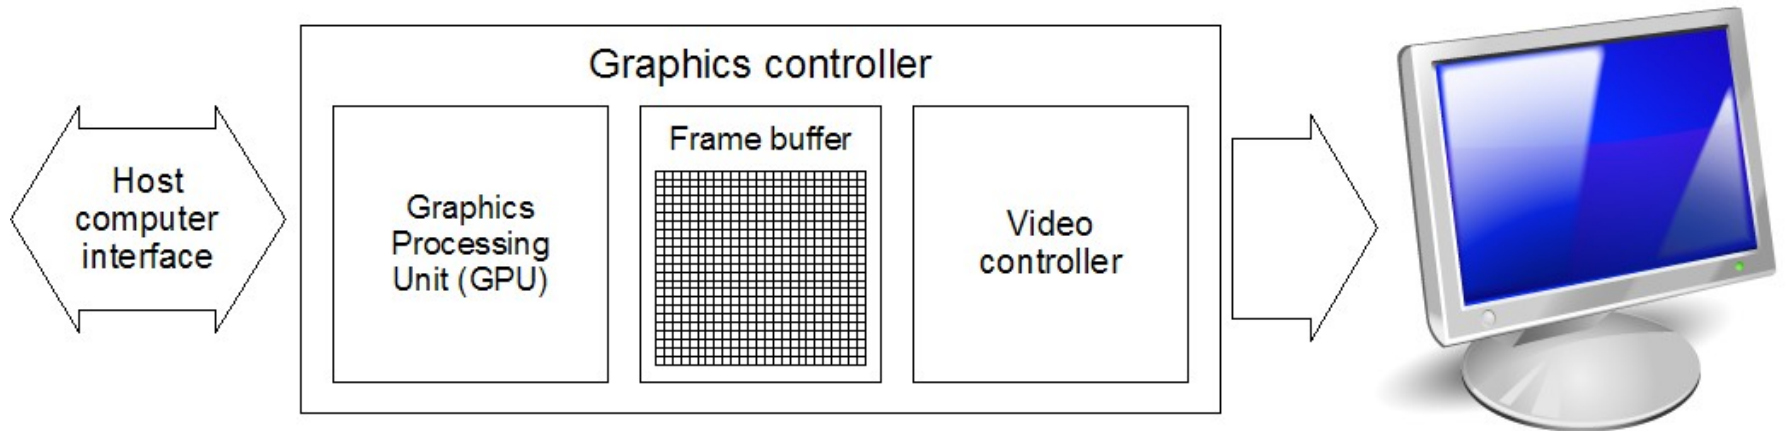 Graphics controller
Host
computer
interface
Graphics
Processing
Unit (GPU)
Frame buffer
Video
controller